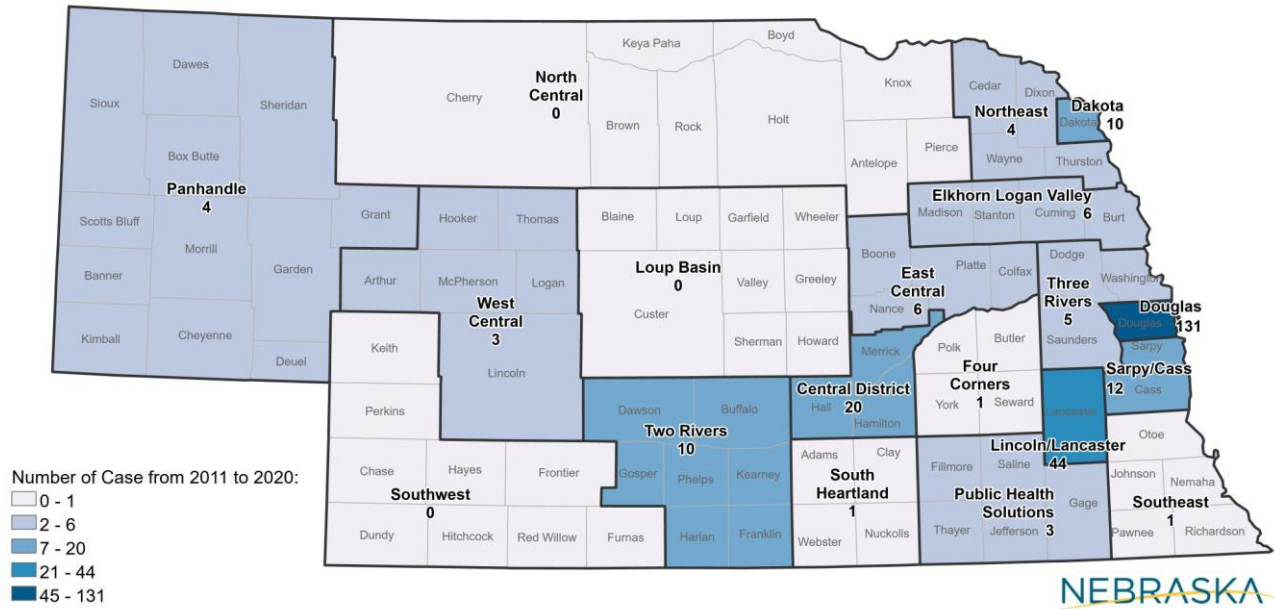 Boyd
Keya Paha
Knox
Cherry
North
Central
0
Brown
Rock
Holt
Antelope
Pierce
Cedar
Dixon
Northeast
4
Wayne
Thurston
Dakota
10
Dakota
Sioux
Dawes
Sheridan
Box Butte
Panhandle
4
Scotts Bluff
Morrill
Banner
Garden
Kimball
Cheyenne
Deuel
Grant
Hooker
Thomas
Arthur
McPherson
Logan
West
Central
3
Lincoln
Blaine
Loup
Garfield
Wheeler
Loup Basin
0
Custer
Valley
Greeley
Sherman
Howard
Elkhorn Logan Valley
6
Madison
Stanton
Cuming
Burt
Boone
Platte
Colfax
East
Central
6
Nance
Dodge
Washington
Three
Rivers
5
Saunders
Douglas
131
Douglas
Sarpy
Sarpy/Cass
12
Cass
Keith
Perkins
Chase
Hayes
Frontier
Southwest
0
Dundy
Hitchcock
Red Willow
Furnas
Dawson
Buffalo
Two Rivers
10
Gosper
Phelps
Kearney
Harlan
Franklin
Merrick
Central District
20
Hall
Hamilton
Polk
Butler
Four
Corners
1
York
Seward
Lancaster
Lincoln/Lancaster
44
Adams
Clay
South
Heartland
1
Webster
Nuckolls
Fillmore
Saline
Public Health
Solutions
3
Gage
Thayer
Jefferson
Otoe
Johnson
Nemaha
Southeast
1
Pawnee
Richardson
Number of Case from 2011 to 2020:
0 - 1
2 - 6
7 - 20
21 - 44
45 - 131
NEBRASKA